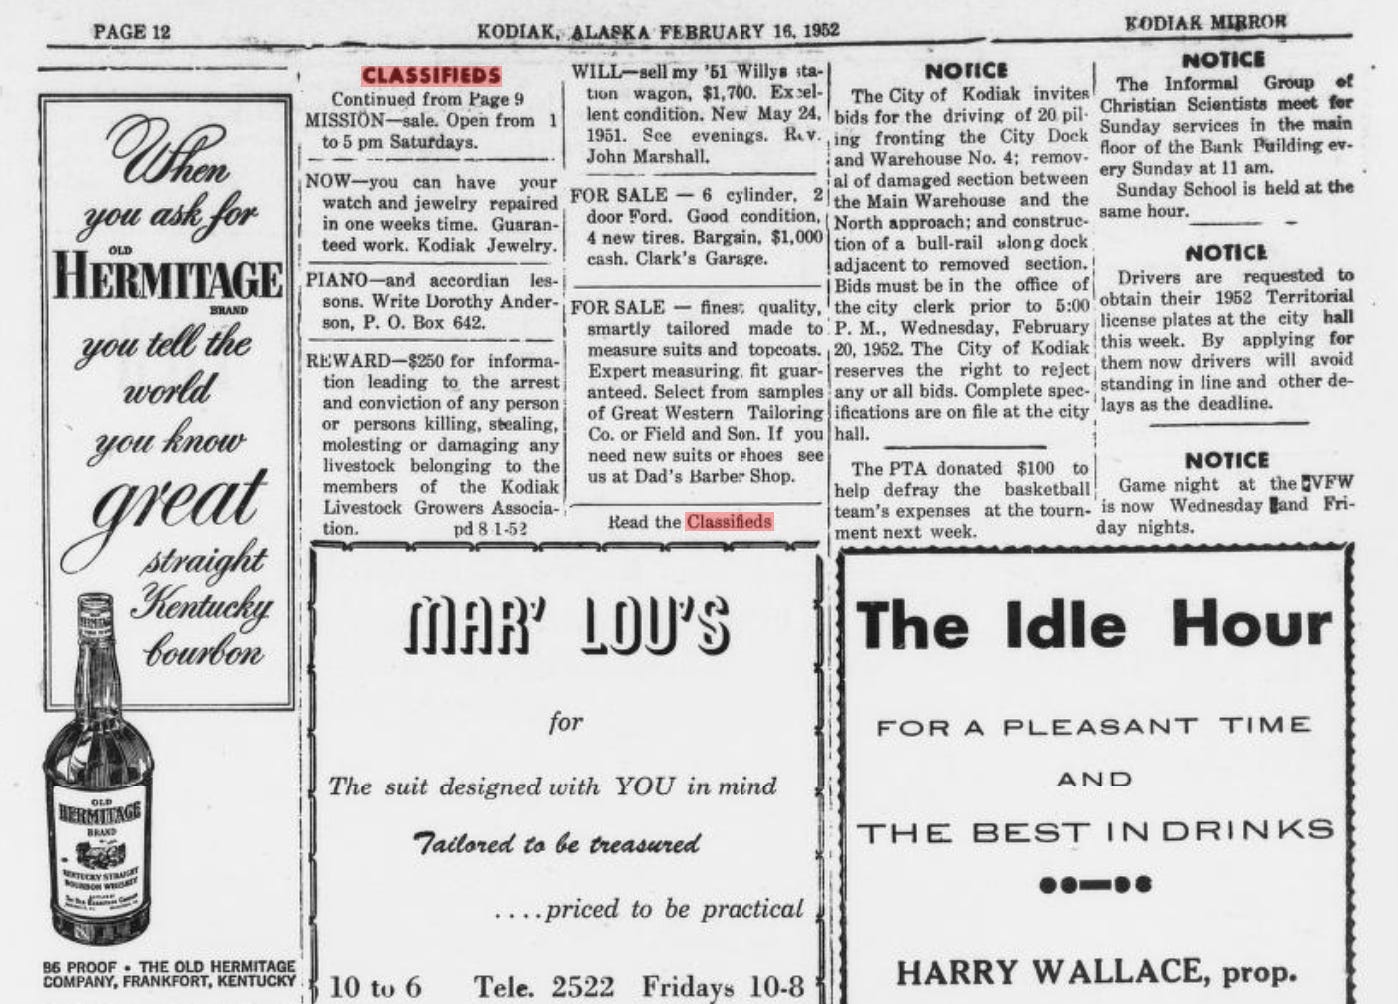 PAGE 12
KODIAK, ALASKA FEBRUARY 16, 1952
KODIAK MIRROR
When
you ask for
OLD
HERMITAGE
BRAND
you tell the
world
you know
great
straight
Kentucky
bourbon
OLD
HERMITAGE
BRAND
KENTUCKY STRAIGHT
BOURBON WHISKEY
86 PROOF • THE OLD HERMITAGE
COMPANY, FRANKFORT, KENTUCKY
CLASSIFIEDS
Continued from Page 9
MISSION—sale. Open from 1
to 5 pm Saturdays.
NOW—you can have your
watch and jewelry repaired
in one weeks time. Guaran-
teed work. Kodiak Jewelry.
PIANO—and accordian les-
sons. Write Dorothy Ander-
son, P. O. Box 642.
REWARD—$250 for informa-
tion leading to the arrest
and conviction of any person
or persons killing, stealing,
molesting or damaging any
livestock belonging to the
members of the Kodiak
Livestock Growers Associa-
tion. pd 8 1-52
WILL—sell my '51 Willys sta-
tion wagon, $1,700. Excel-
lent condition. New May 24,
1951. See evenings. Rev.
John Marshall.
FOR SALE — 6 cylinder, 2
door Ford. Good condition,
4 new tires. Bargain, $1,000
cash. Clark's Garage.
FOR SALE — finest quality,
smartly tailored made to
measure suits and topcoats.
Expert measuring, fit guar-
anteed. Select from samples
of Great Western Tailoring
Co. or Field and Son. If you
need new suits or shoes see
us at Dad's Barber Shop.
Read the Classifieds
NOTICE
The City of Kodiak invites
bids for the driving of 20 pil-
ing fronting the City Dock
and Warehouse No. 4; remov-
al of damaged section between
the Main Warehouse and the
North approach; and construc-
tion of a bull-rail along dock
adjacent to removed section.
Bids must be in the office of
the city clerk prior to 5:00
P. M., Wednesday, February
20, 1952. The City of Kodiak
reserves the right to reject
any or all bids. Complete spec-
ifications are on file at the city
hall.
The PTA donated $100 to
help defray the basketball
team's expenses at the tourn-
ment next week.
NOTICE
The Informal Group of
Christian Scientists meet for
Sunday services in the main
floor of the Bank Building ev-
ery Sunday at 11 am.
Sunday School is held at the
same hour.
NOTICE
Drivers are requested to
obtain their 1952 Territorial
license plates at the city hall
this week. By applying for
them now drivers will avoid
standing in line and other de-
lays as the deadline.
NOTICE
Game night at the VFW
is now Wednesday and Fri-
day nights.
MAR' LOU'S
for
The suit designed with YOU in mind
Tailored to be treasured
....priced to be practical
10 to 6 Tele. 2522 Fridays 10-8
The Idle Hour
FOR A PLEASANT TIME
AND
THE BEST IN DRINKS
HARRY WALLACE, prop.